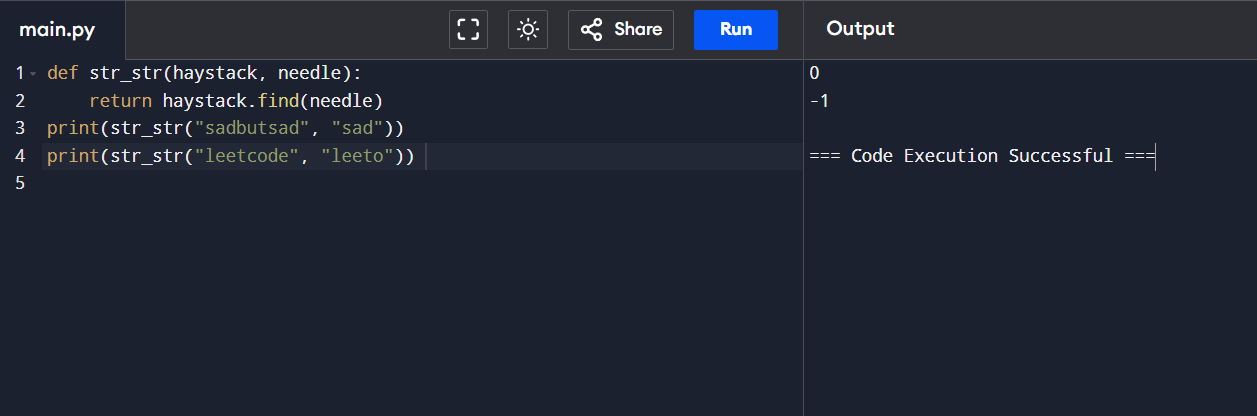 main.py Share Run Output
1 def str_str(haystack, needle):
2     return haystack.find(needle)
3 print(str_str("sadbutsad", "sad"))
4 print(str_str("leetcode", "leeto"))
5
0
-1
=== Code Execution Successful ===